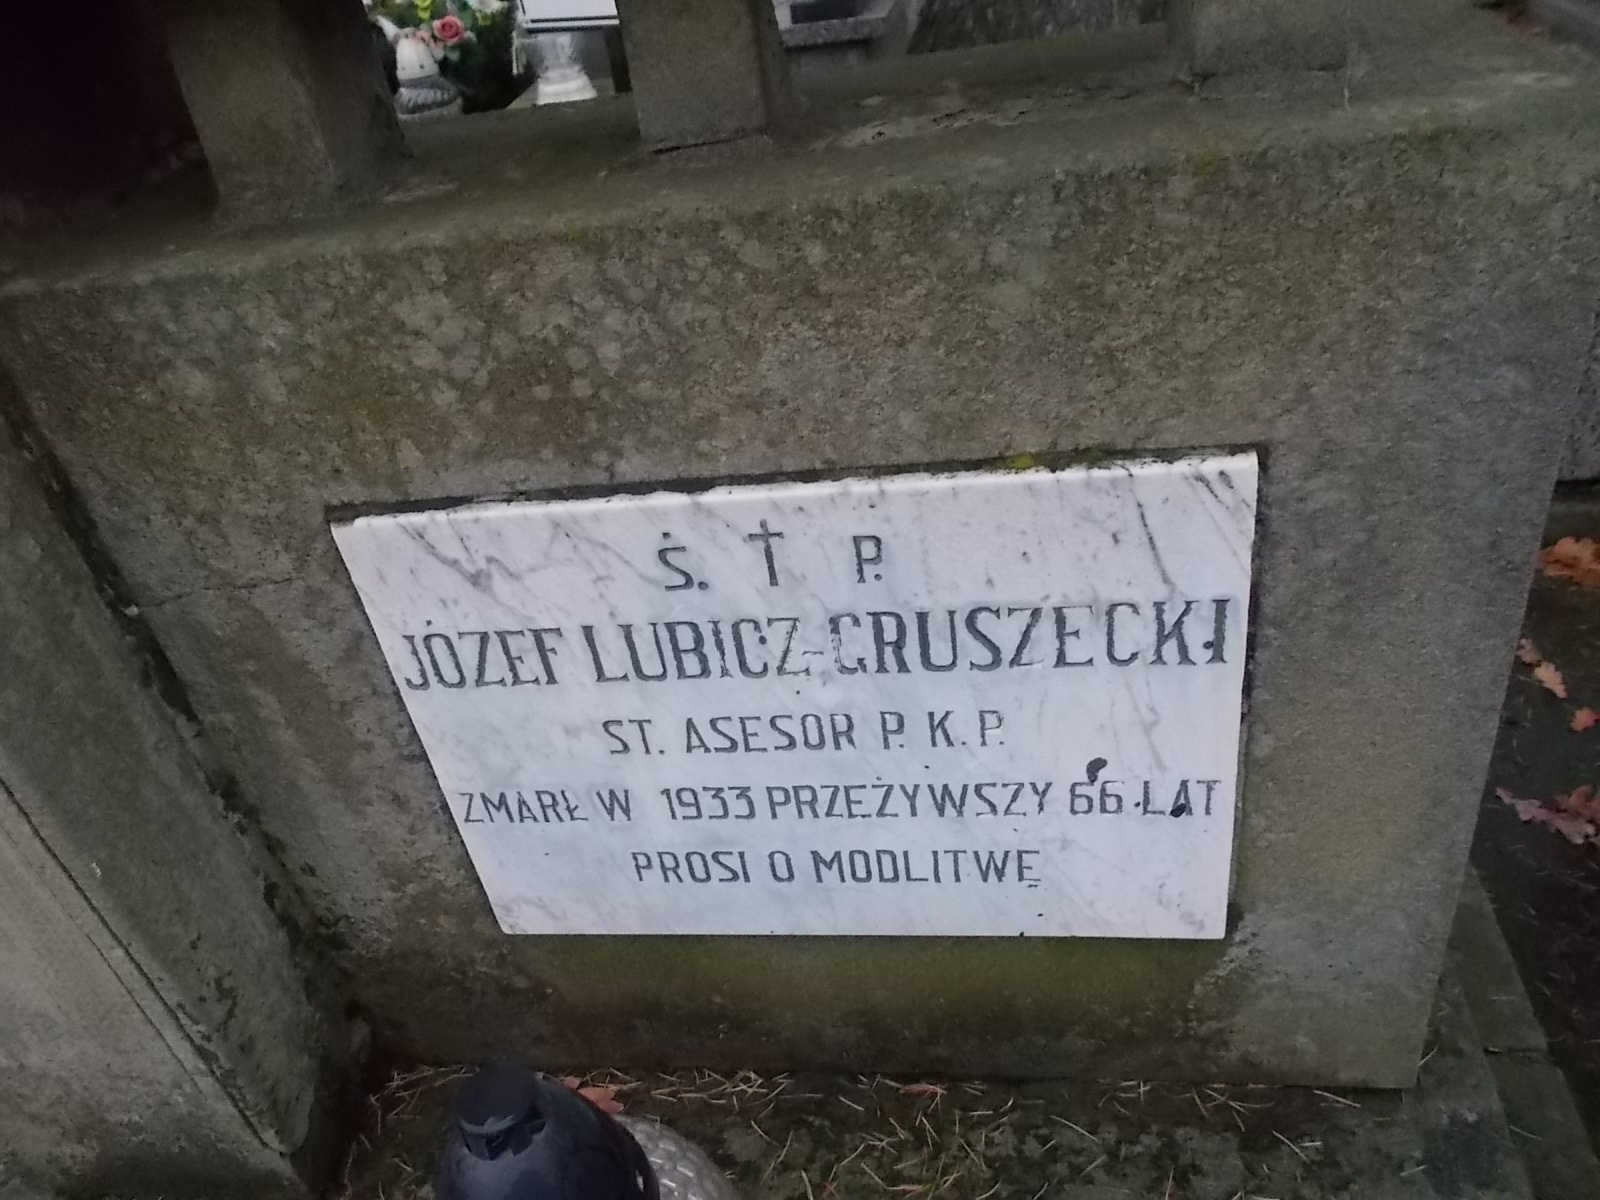 Ś. † P.
JÓZEF LUBICZ-GRUSZECKI
ST. ASESOR P. K. P.
ZMARŁ W 1933 PRZEŻYWSZY 66 LAT
PROSI O MODLITWĘ